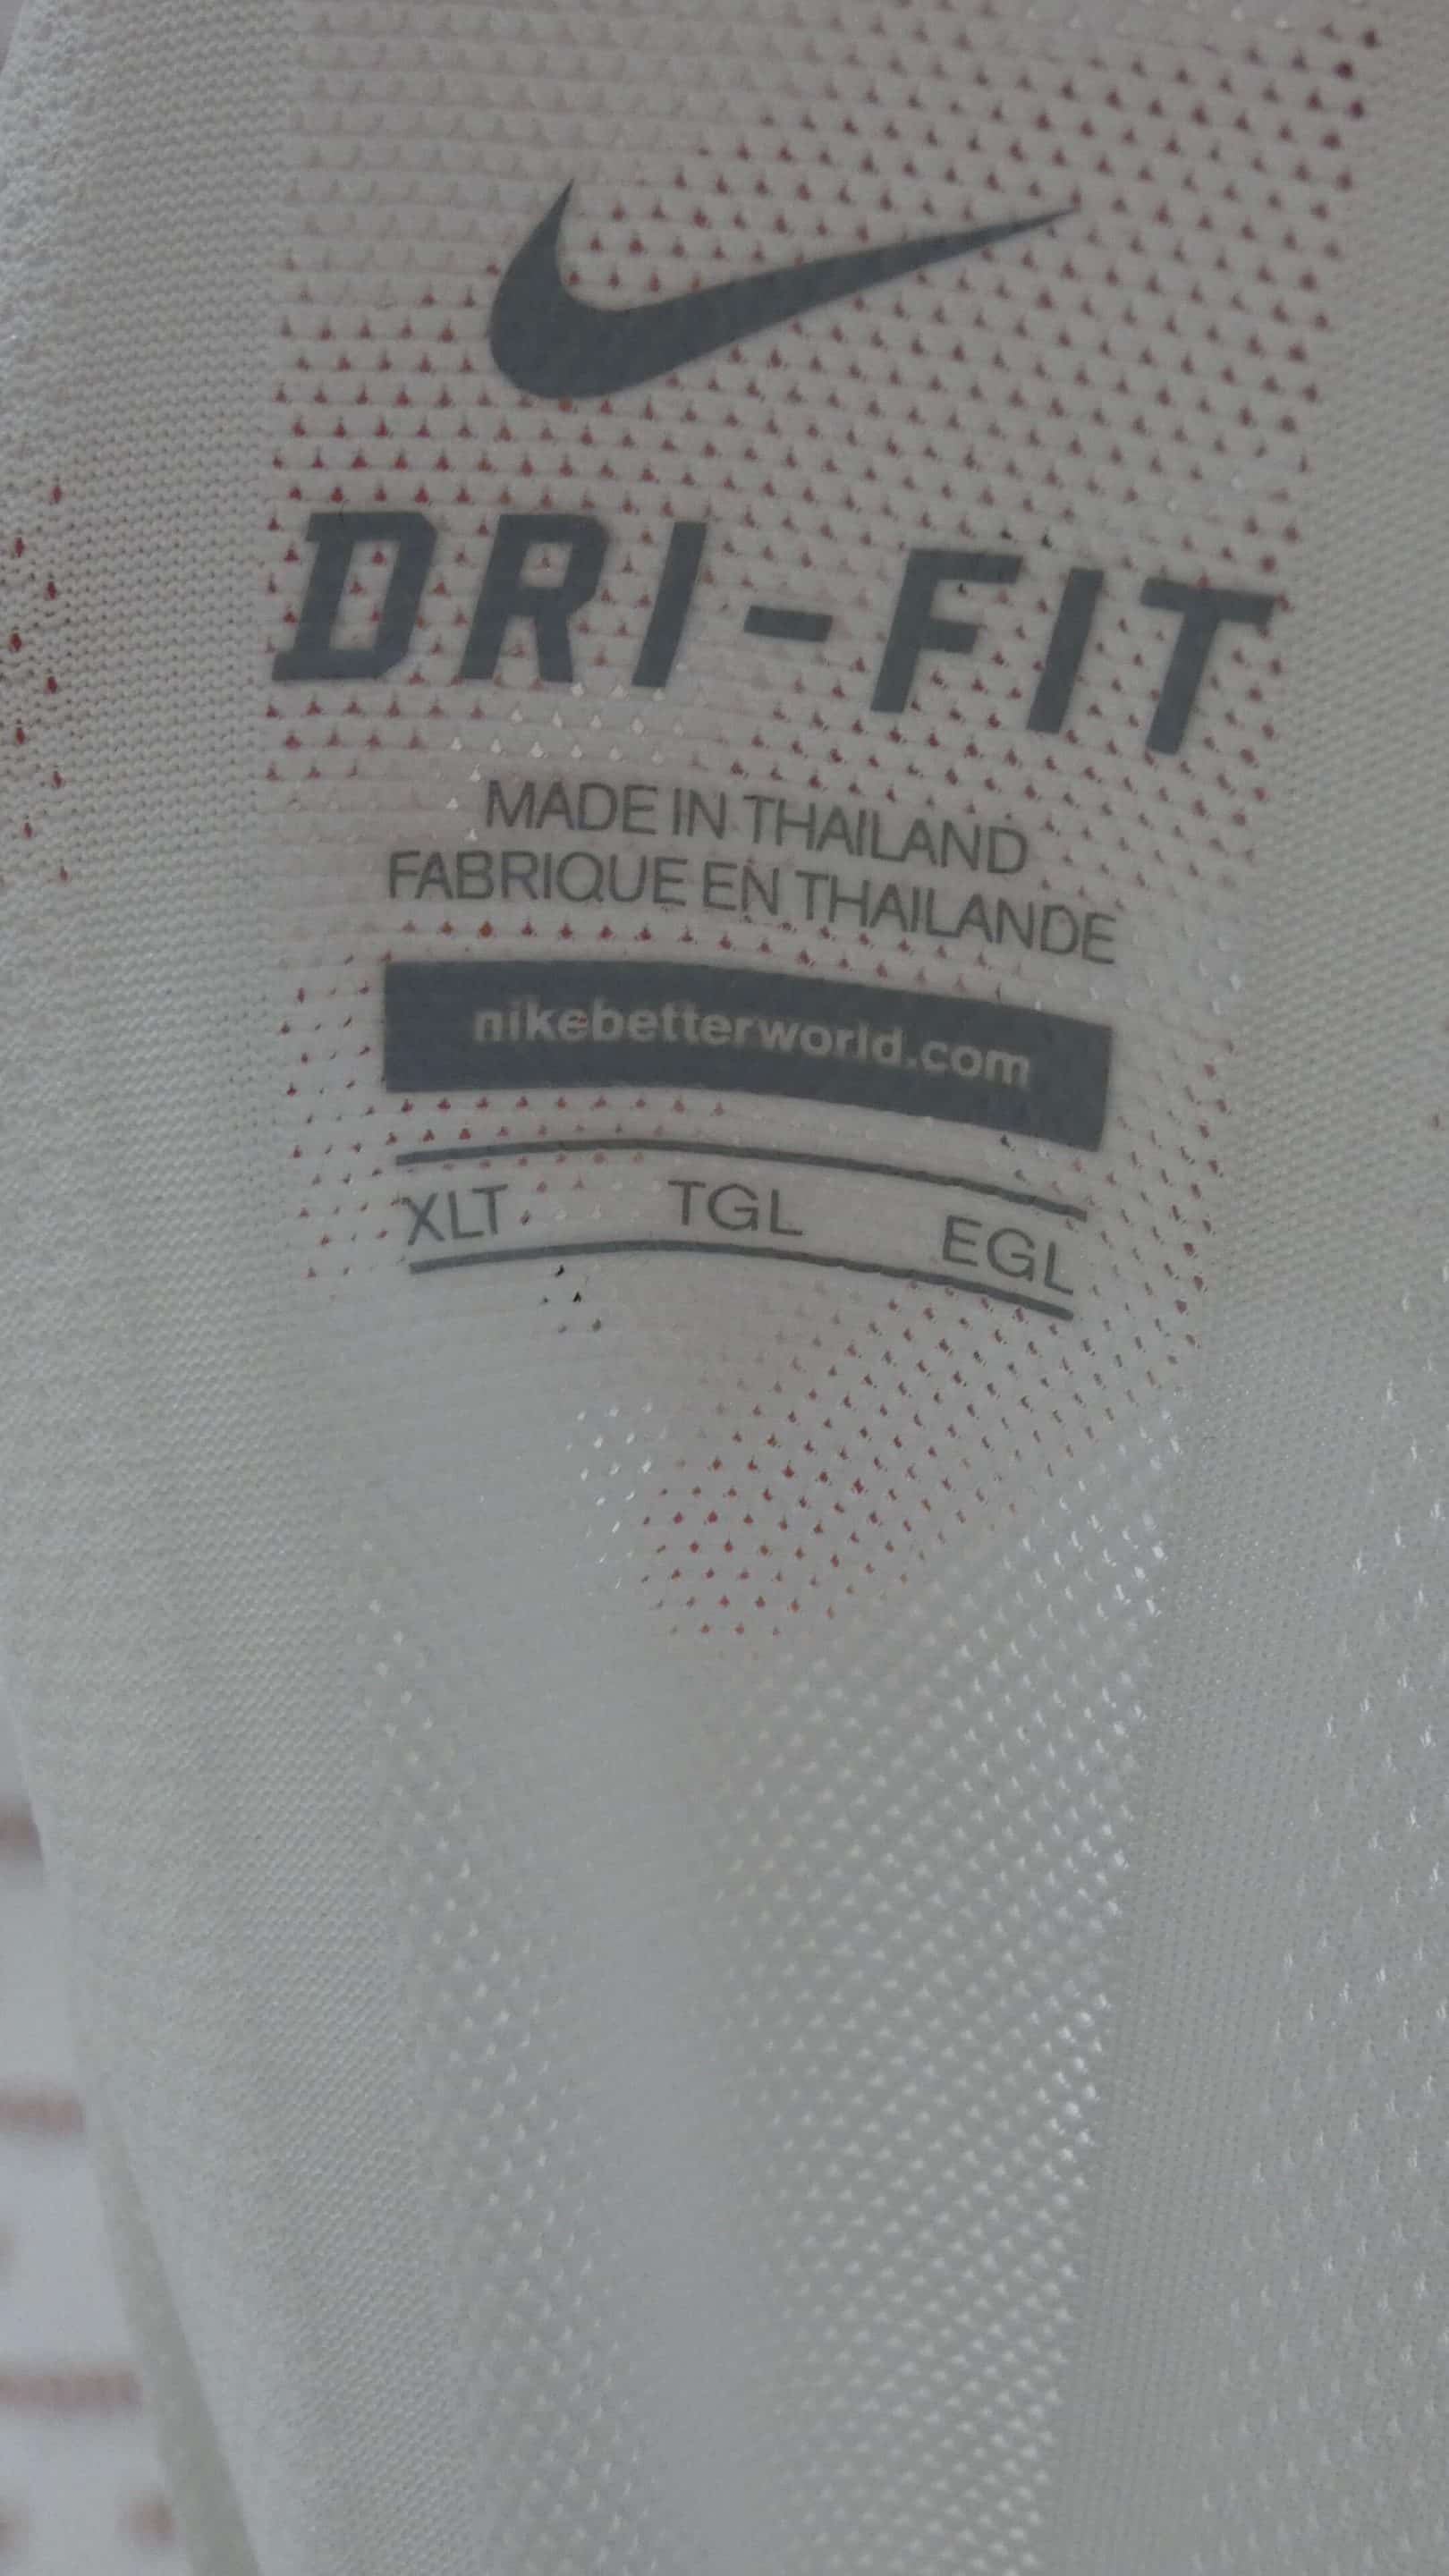 DRI-FIT
MADE IN THAILAND
FABRIQUE EN THAILANDE
nikebetterworld.com
XLT TGL EGL